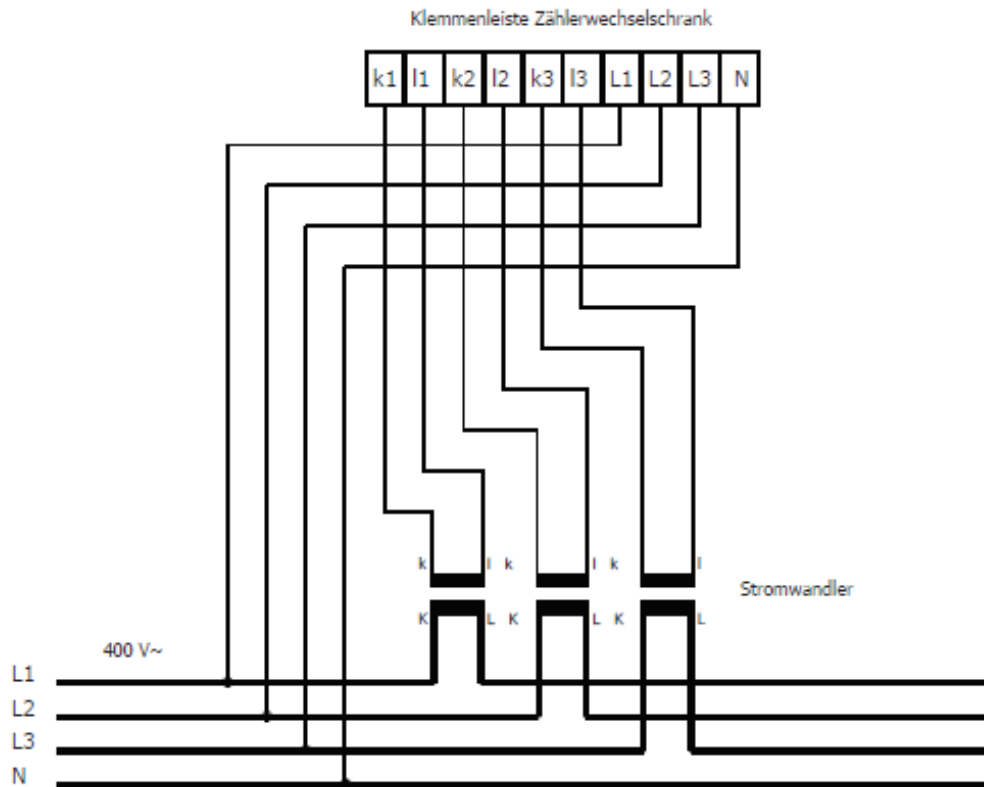 Klemmenleiste Zählerwechselschrank
k1 l1 k2 l2 k3 l3 L1 L2 L3 N
k l k l k l
Stromwandler
K L K L K L
400 V~
L1
L2
L3
N